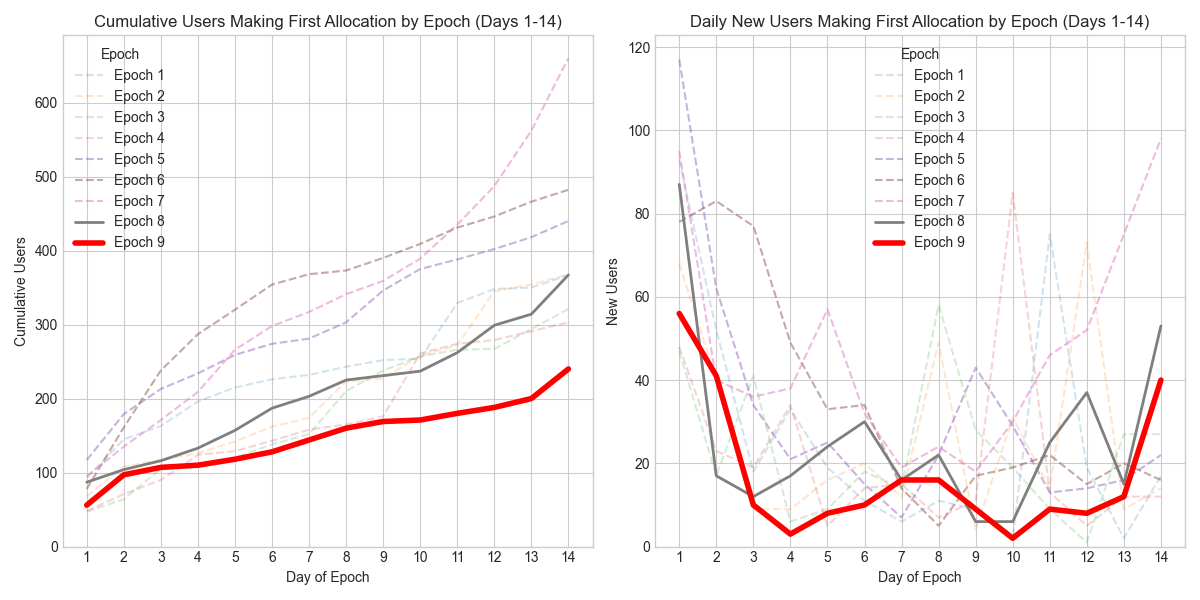 Cumulative Users Making First Allocation by Epoch (Days 1-14)
Epoch
Epoch 1
Epoch 2
Epoch 3
Epoch 4
Epoch 5
Epoch 6
Epoch 7
Epoch 8
Epoch 9
600
500
400
300
200
100
0
Cumulative Users
1 2 3 4 5 6 7 8 9 10 11 12 13 14
Day of Epoch
Daily New Users Making First Allocation by Epoch (Days 1-14)
Epoch
Epoch 1
Epoch 2
Epoch 3
Epoch 4
Epoch 5
Epoch 6
Epoch 7
Epoch 8
Epoch 9
120
100
80
60
40
20
0
New Users
1 2 3 4 5 6 7 8 9 10 11 12 13 14
Day of Epoch